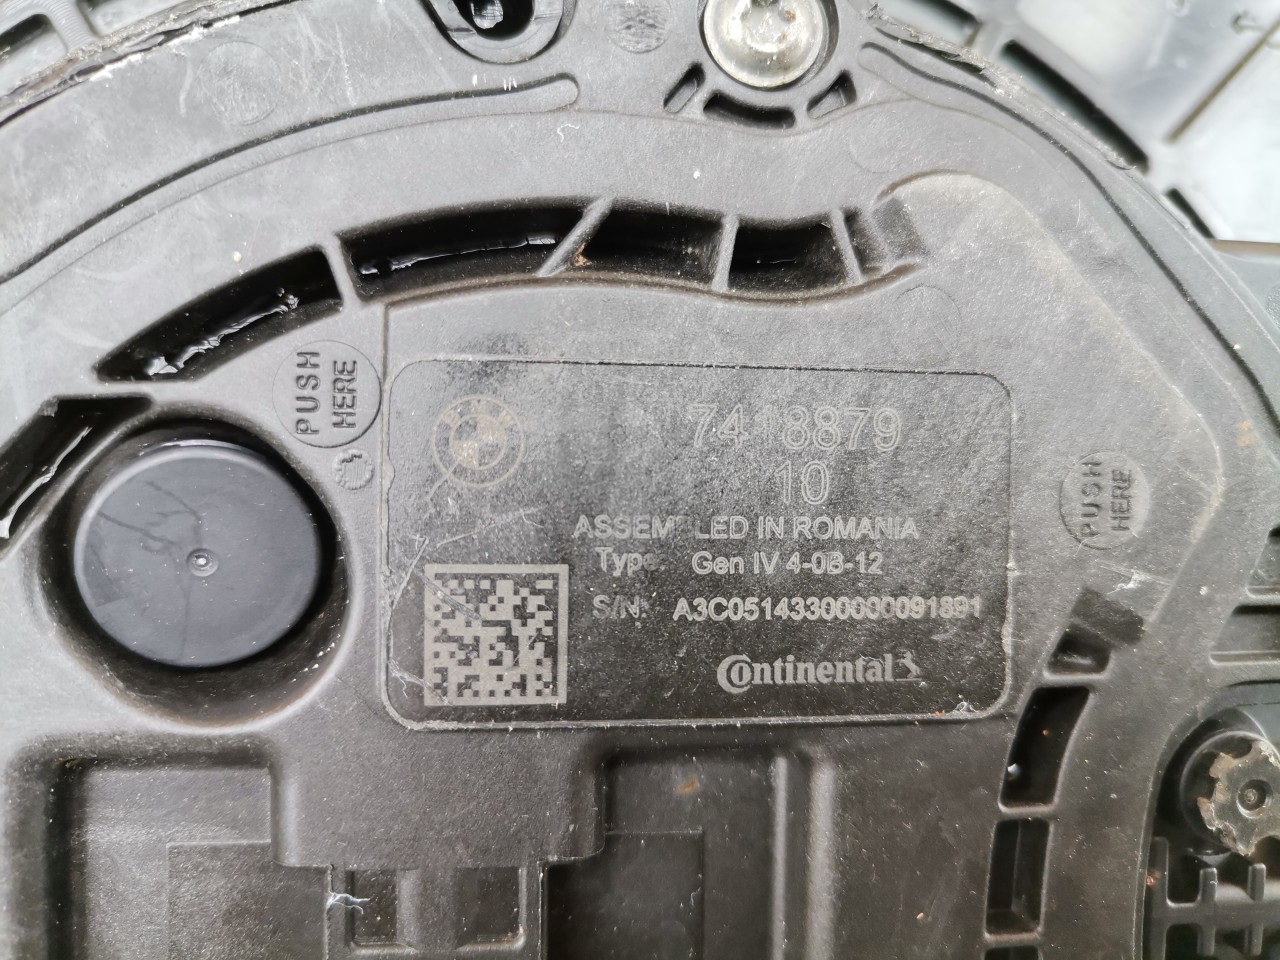 PUSH
HERE
7418879
10
ASSEMBLED IN ROMANIA
Type: Gen IV 4-0B-12
S/N: A3C05143300000091891
Continental
PUSH
HERE